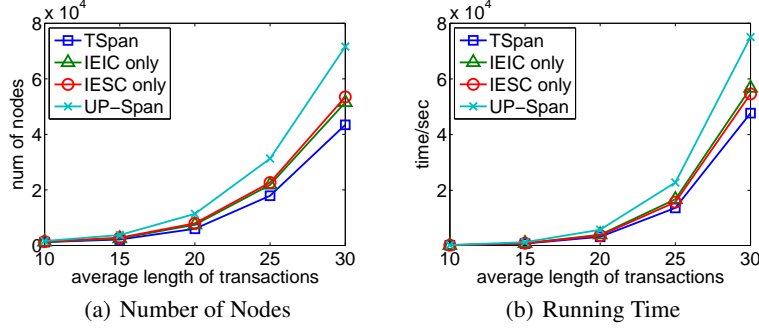 8 x 10^4
TSpan
IEIC only
IESC only
UP-Span
num of nodes
6
4
2
0
10 15 20 25 30
average length of transactions
(a) Number of Nodes
8 x 10^4
TSpan
IEIC only
IESC only
UP-Span
time/sec
6
4
2
0
10 15 20 25 30
average length of transactions
(b) Running Time